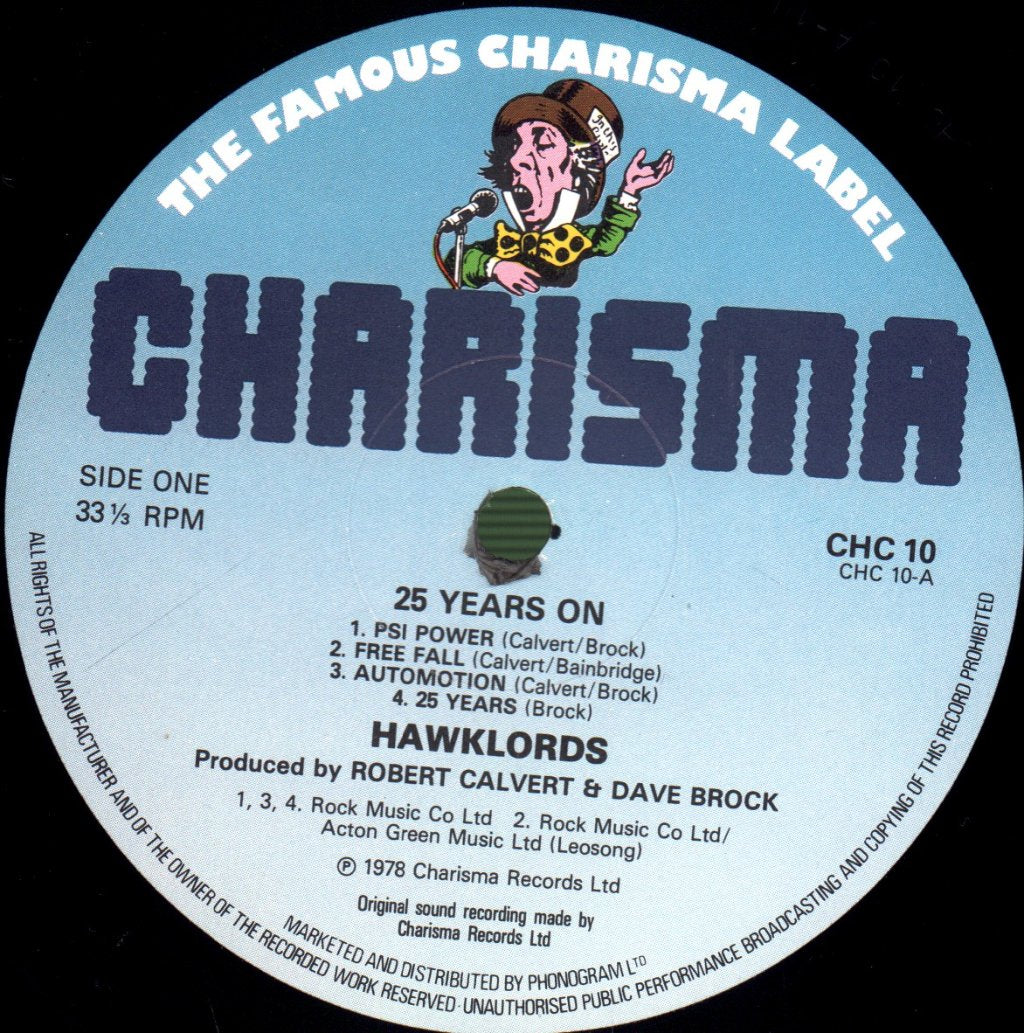 THE FAMOUS CHARISMA LABEL
In this
CHARISMA
SIDE ONE
33 ⅓ RPM
CHC 10
CHC 10-A
25 YEARS ON
1. PSI POWER (Calvert/Brock)
2. FREE FALL (Calvert/Bainbridge)
3. AUTOMOTION (Calvert/Brock)
4. 25 YEARS (Brock)
HAWKLORDS
Produced by ROBERT CALVERT & DAVE BROCK
1, 3, 4. Rock Music Co Ltd 2. Rock Music Co Ltd/
Acton Green Music Ltd (Leosong)
℗ 1978 Charisma Records Ltd
Original sound recording made by
Charisma Records Ltd
MARKETED AND DISTRIBUTED BY PHONOGRAM LTD
ALL RIGHTS OF THE MANUFACTURER AND OF THE OWNER OF THE RECORDED WORK RESERVED · UNAUTHORISED PUBLIC PERFORMANCE BROADCASTING AND COPYING OF THIS RECORD PROHIBITED